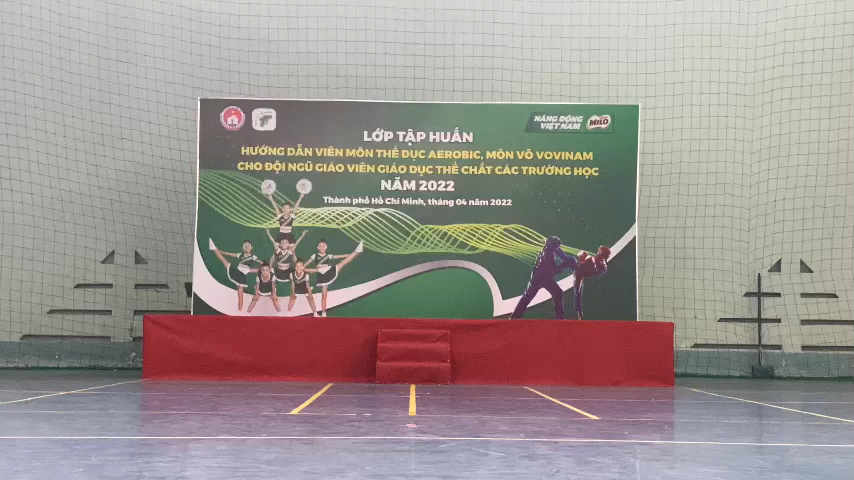 NĂNG ĐỘNG
VIỆT NAM
MILO
LỚP TẬP HUẤN
HƯỚNG DẪN VIÊN MÔN THỂ DỤC AEROBIC, MÔN VÕ VOVINAM
CHO ĐỘI NGŨ GIÁO VIÊN GIÁO DỤC THỂ CHẤT CÁC TRƯỜNG HỌC
NĂM 2022
Thành phố Hồ Chí Minh, tháng 04 năm 2022